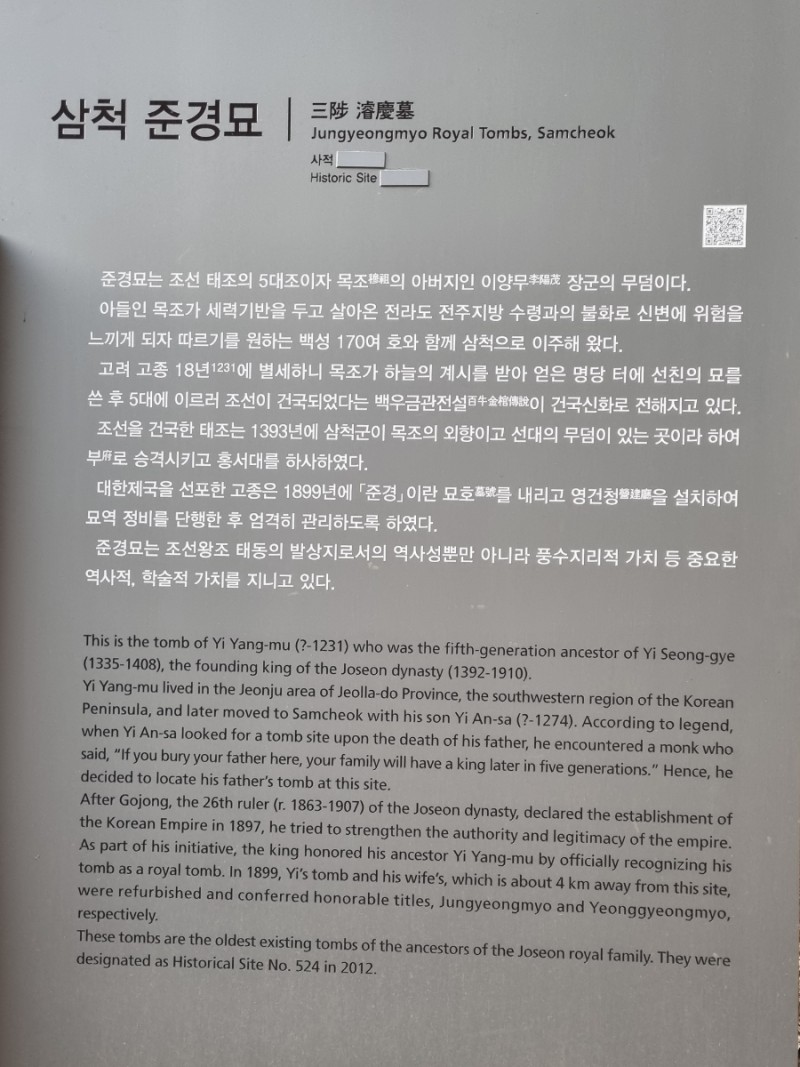 삼척 준경묘
三陟 濬慶墓
Jungyeongmyo Royal Tombs, Samcheok
사적
Historic Site
준경묘는 조선 태조의 5대조이자 목조穆祖의 아버지인 이양무李陽茂 장군의 무덤이다.
아들인 목조가 세력기반을 두고 살아온 전라도 전주지방 수령과의 불화로 신변에 위험을
느끼게 되자 따르기를 원하는 백성 170여 호와 함께 삼척으로 이주해 왔다.
고려 고종 18년1231에 별세하니 목조가 하늘의 계시를 받아 얻은 명당 터에 선친의 묘를
쓴 후 5대에 이르러 조선이 건국되었다는 백우금관전설百牛金棺傳說이 건국신화로 전해지고 있다.
조선을 건국한 태조는 1393년에 삼척군이 목조의 외향이고 선대의 무덤이 있는 곳이라 하여
부府로 승격시키고 홍서대를 하사하였다.
대한제국을 선포한 고종은 1899년에 「준경」이란 묘호墓號를 내리고 영건청營建廳을 설치하여
묘역 정비를 단행한 후 엄격히 관리하도록 하였다.
준경묘는 조선왕조 태동의 발상지로서의 역사성뿐만 아니라 풍수지리적 가치 등 중요한
역사적, 학술적 가치를 지니고 있다.
This is the tomb of Yi Yang-mu (?-1231) who was the fifth-generation ancestor of Yi Seong-gye
(1335-1408), the founding king of the Joseon dynasty (1392-1910).
Yi Yang-mu lived in the Jeonju area of Jeolla-do Province, the southwestern region of the Korean
Peninsula, and later moved to Samcheok with his son Yi An-sa (?-1274). According to legend,
when Yi An-sa looked for a tomb site upon the death of his father, he encountered a monk who
said, “If you bury your father here, your family will have a king later in five generations.” Hence, he
decided to locate his father’s tomb at this site.
After Gojong, the 26th ruler (r. 1863-1907) of the Joseon dynasty, declared the establishment of
the Korean Empire in 1897, he tried to strengthen the authority and legitimacy of the empire.
As part of his initiative, the king honored his ancestor Yi Yang-mu by officially recognizing his
tomb as a royal tomb. In 1899, Yi’s tomb and his wife’s, which is about 4 km away from this site,
were refurbished and conferred honorable titles, Jungyeongmyo and Yeonggyeongmyo,
respectively.
These tombs are the oldest existing tombs of the ancestors of the Joseon royal family. They were
designated as Historical Site No. 524 in 2012.